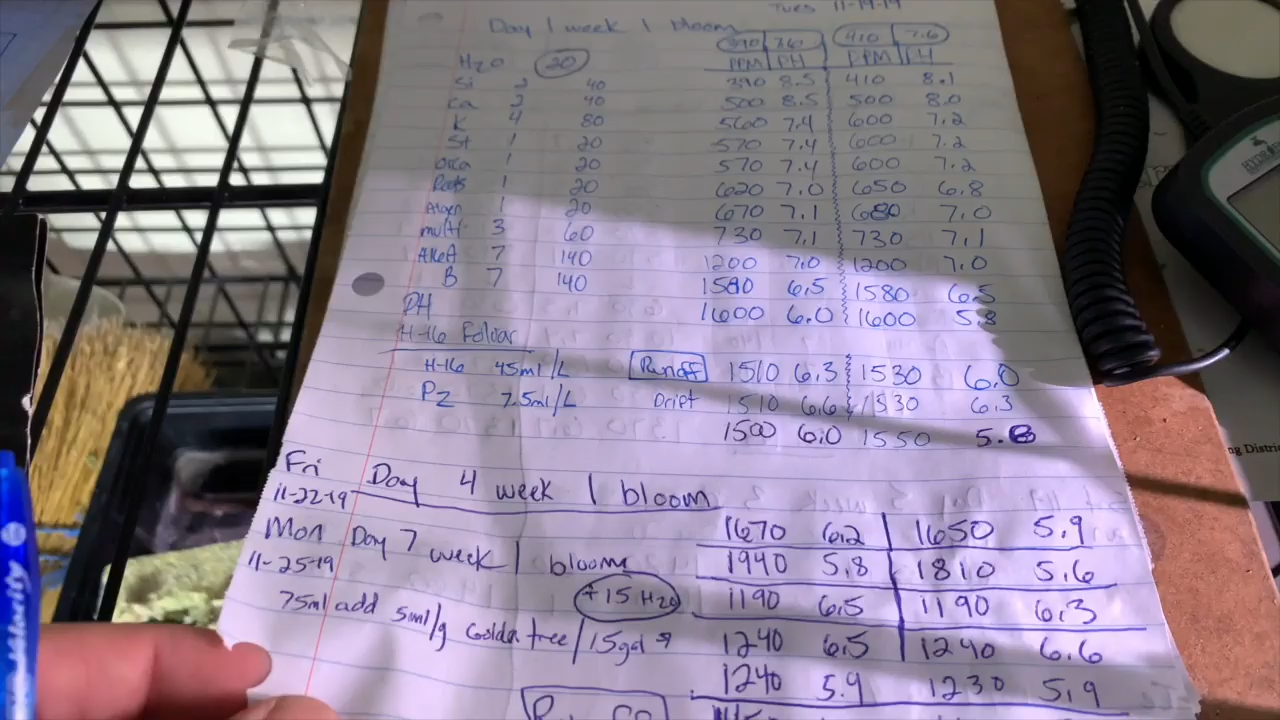 TUES 11-19-19
Day 1 week 1 bloom 390 7.6 410 7.6
H2O 20 PPM PH PPM PH
Si 2 40 390 8.5 410 8.1
Ca 2 40 500 8.5 500 8.0
K 4 80 560 7.4 600 7.2
St 1 20 570 7.4 600 7.2
orca 1 20 570 7.4 600 7.2
Roots 1 20 620 7.0 650 6.8
Algen 1 20 670 7.1 680 7.0
multi 3 60 730 7.1 730 7.1
A 7 140 1200 7.0 1200 7.0
B 7 140 1580 6.5 1580 6.5
PH 1600 6.0 1600 5.8
H-16 Foliar
H-16 45ml/L Runoff 1510 6.3 1530 6.0
PZ 7.5ml/L Dript 1510 6.6 1530 6.3
1500 6.0 1550 5.8
Fri Day 4 week 1 bloom
11-22-19 1670 6.2 1650 5.9
Mon Day 7 week 1 bloom 1940 5.8 1810 5.6
11-25-19 +15 H2O 1190 6.5 1190 6.3
75ml add 5ml/g Golden tree/15gal 1240 6.5 1240 6.6
1240 5.9 1230 5.9
ng Distric